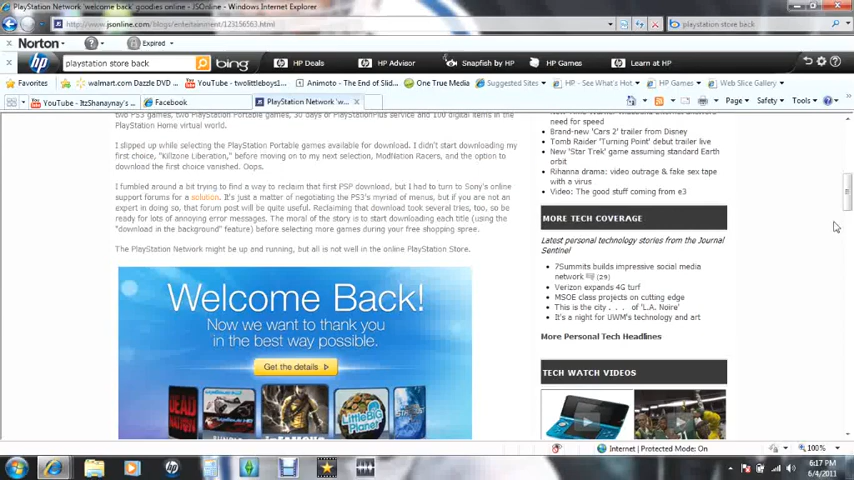 PlayStation Network 'welcome back' goodies online - JSOnline - Windows Internet Explorer
http://www.jsonline.com/blogs/entertainment/123156563.html
playstation store back
Norton
Expired
playstation store back
bing
HP Deals
HP Advisor
Snapfish by HP
HP Games
Learn at HP
Favorites
walmart.com Dazzle DVD ...
YouTube - twolittleboys1...
Animoto - The End of Slid...
One True Media
Suggested Sites
HP - See What's Hot
HP Games
Web Slice Gallery
YouTube - ItzShanaynay's ...
Facebook
PlayStation Network 'w...
Page
Safety
Tools
two PS3 games, two PlayStation Portable games, 30 days of PlayStationPlus service and 100 digital items in the
PlayStation Home virtual world.
I slipped up while selecting the PlayStation Portable games available for download. I didn't start downloading my
first choice, "Killzone Liberation," before moving on to my next selection, ModNation Racers, and the option to
download the first choice vanished. Oops.
I fumbled around a bit trying to find a way to reclaim that first PSP download, but I had to turn to Sony's online
support forums for a solution. It's just a matter of negotiating the PS3's myriad of menus, but if you are not an
expert in doing so, that forum post will be quite useful. Reclaiming that download took several tries, too, so be
ready for lots of annoying error messages. The moral of the story is to start downloading each title (using the
"download in the background" feature) before selecting more games during your free shopping spree.
The PlayStation Network might be up and running, but all is not well in the online PlayStation Store.
Welcome Back!
Now we want to thank you
in the best way possible.
Get the details
DEAD
NATION
inFAMOUS
LittleBig
Planet
need for speed
Brand-new 'Cars 2' trailer from Disney
Tomb Raider 'Turning Point' debut trailer live
New 'Star Trek' game assuming standard Earth
orbit
Rihanna drama: video outrage & fake sex tape
with a virus
Video: The good stuff coming from e3
MORE TECH COVERAGE
Latest personal technology stories from the Journal
Sentinel
7Summits builds impressive social media
network (29)
Verizon expands 4G turf
MSOE class projects on cutting edge
This is the city . . . of 'L.A. Noire'
It's a night for UWM's technology and art
More Personal Tech Headlines
TECH WATCH VIDEOS
Internet | Protected Mode: On
100%
6:17 PM
6/4/2011